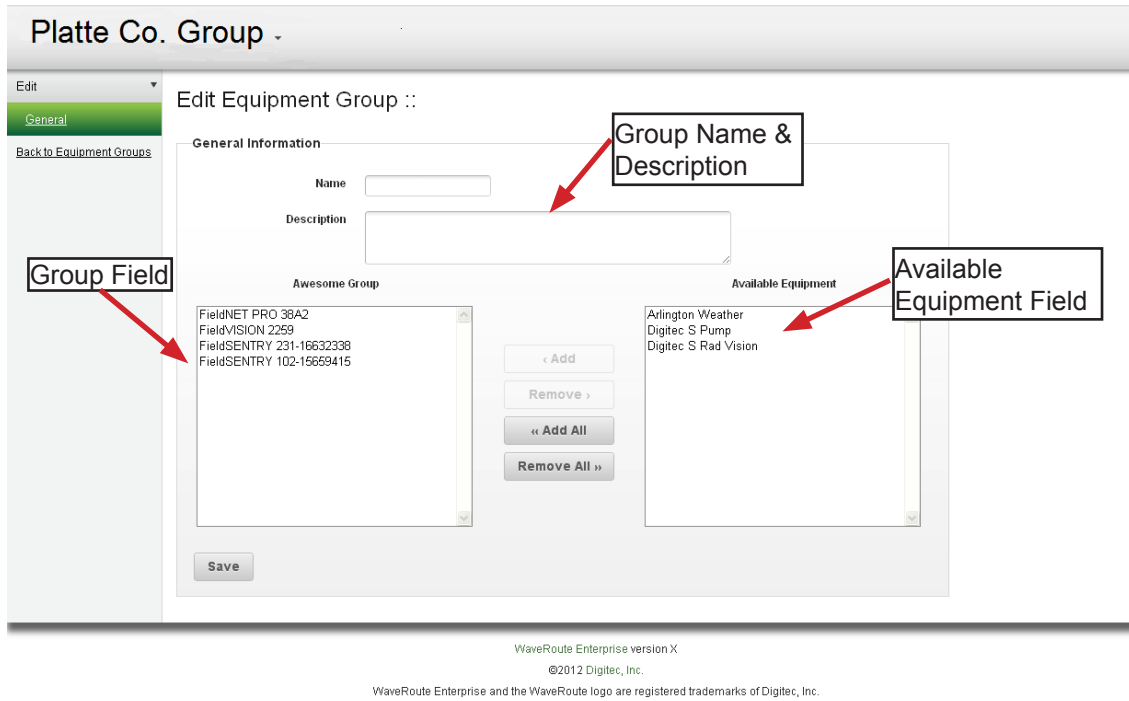 Platte Co. Group
Edit
General
Back to Equipment Groups
Edit Equipment Group ::
General Information
Group Name &
Description
Name
Description
Group Field
Available
Equipment Field
Awesome Group
Available Equipment
FieldNET PRO 38A2
FieldVISION 2259
FieldSENTRY 231-16632338
FieldSENTRY 102-15659415
‹ Add
Remove ›
‹‹ Add All
Remove All ››
Arlington Weather
Digitec S Pump
Digitec S Rad Vision
Save
WaveRoute Enterprise version X
©2012 Digitec, Inc.
WaveRoute Enterprise and the WaveRoute logo are registered trademarks of Digitec, Inc.